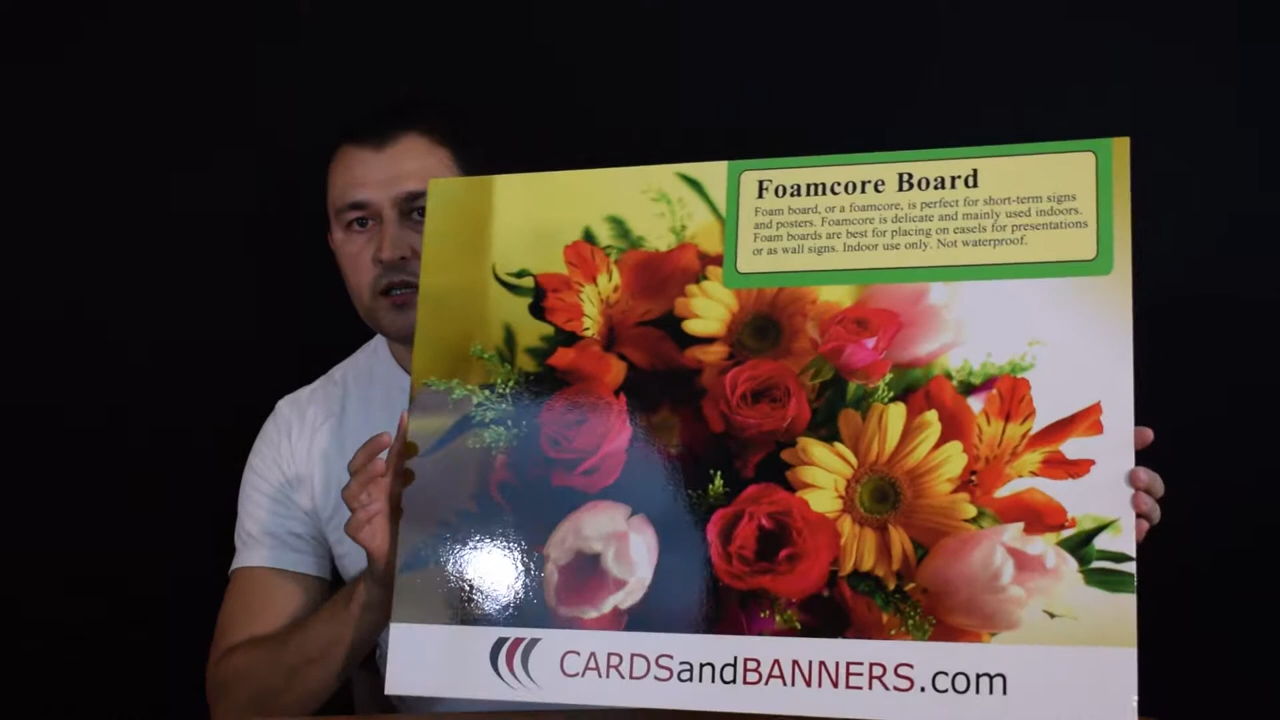 Foamcore Board
Foam board, or a foamcore, is perfect for short-term signs
and posters. Foamcore is delicate and mainly used indoors.
Foam boards are best for placing on easels for presentations
or as wall signs. Indoor use only. Not waterproof.
CARDSandBANNERS.com